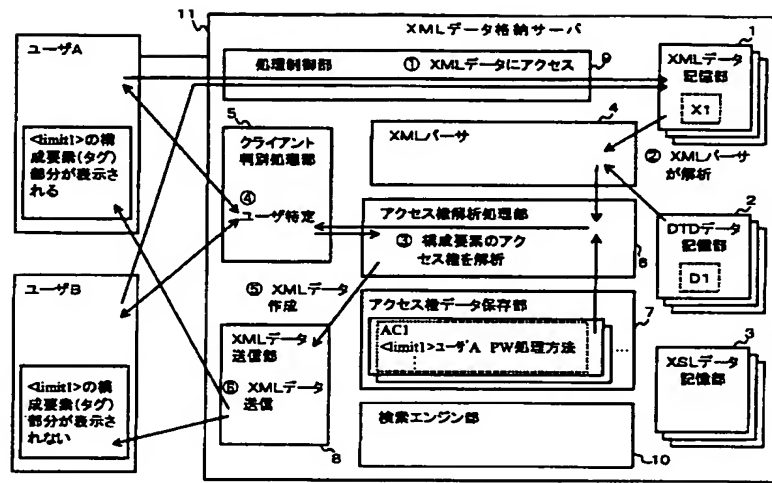 11
XMLデータ格納サーバ
ユーザA
<limit1>の構
成要素(タグ)
部分が表示さ
れる
処理制御部
① XMLデータにアクセス
9
1
XMLデータ
記憶部
X1
5
クライアント
判別処理部
④
ユーザ特定
4
XMLパーサ
② XMLパーサ
が解析
アクセス権解析処理部
③ 構成要素のアク
セス権を解析
6
2
DTDデータ
記憶部
D1
ユーザB
<limit1>の構
成要素(タグ)
部分が表示さ
れない
⑤ XMLデータ
作成
アクセス権データ保存部
7
AC1
<limit1>ユーザA PW処理方法
⋮
…
XMLデータ
送信部
⑥ XMLデータ
送信
8
3
XSLデータ
記憶部
検索エンジン部
10